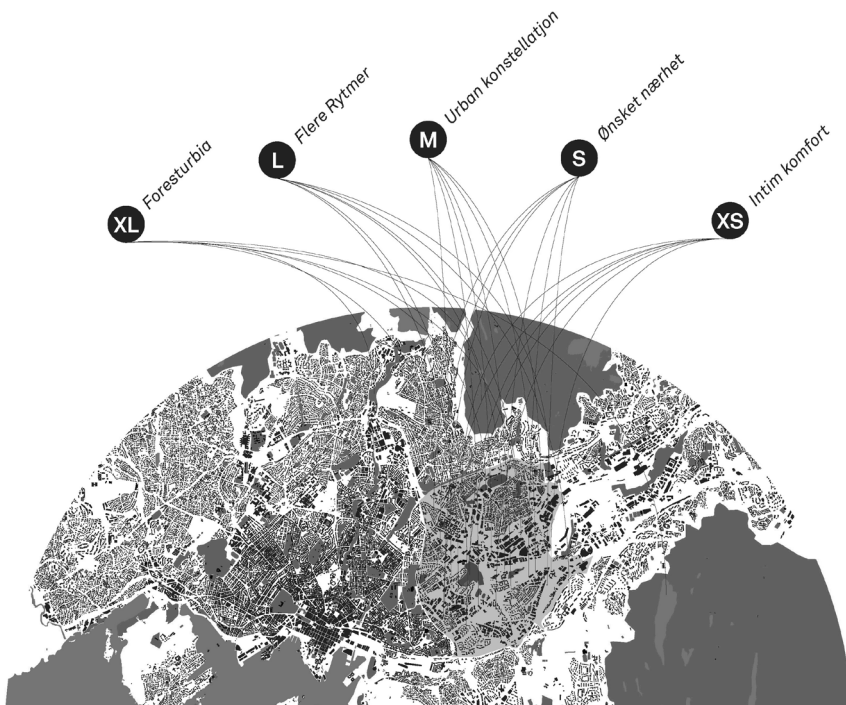 XL Foresturbia
L Flere Rytmer
M Urban konstellatjon
S Ønsket nærhet
XS Intim komfort